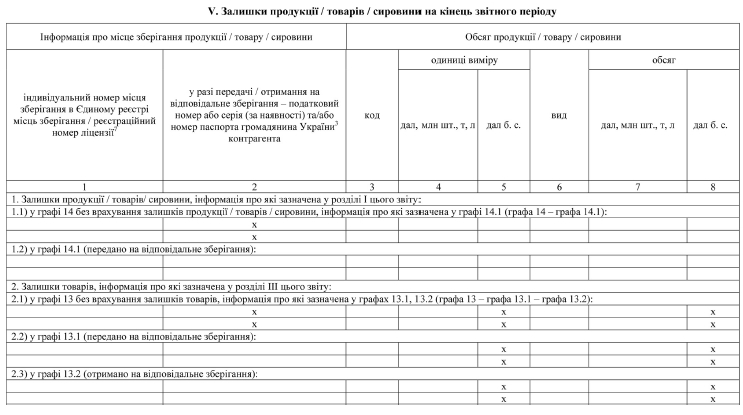 V. Залишки продукції / товарів / сировини на кінець звітного періоду
Інформація про місце зберігання продукції / товару / сировини
Обсяг продукції / товару / сировини
індивідуальний номер місця
зберігання в Єдиному реєстрі
місць зберігання / реєстраційний
номер ліцензії⁷
у разі передачі / отримання на
відповідальне зберігання – податковий
номер або серія (за наявності) та/або
номер паспорта громадянина України³
контрагента
код
одиниці виміру
дал, млн шт., т, л
дал б. с.
вид
обсяг
дал, млн шт., т, л
дал б. с.
1 2 3 4 5 6 7 8
1. Залишки продукції / товарів/ сировини, інформація про які зазначена у розділі I цього звіту:
1.1) у графі 14 без врахування залишків продукції / товарів / сировини, інформація про які зазначена у графі 14.1 (графа 14 – графа 14.1):
x
x
1.2) у графі 14.1 (передано на відповідальне зберігання):
2. Залишки товарів, інформація про які зазначена у розділі III цього звіту:
2.1) у графі 13 без врахування залишків товарів, інформація про які зазначена у графах 13.1, 13.2 (графа 13 – графа 13.1 – графа 13.2):
x x x
x x x
2.2) у графі 13.1 (передано на відповідальне зберігання):
x x
x x
2.3) у графі 13.2 (отримано на відповідальне зберігання):
x x
x x